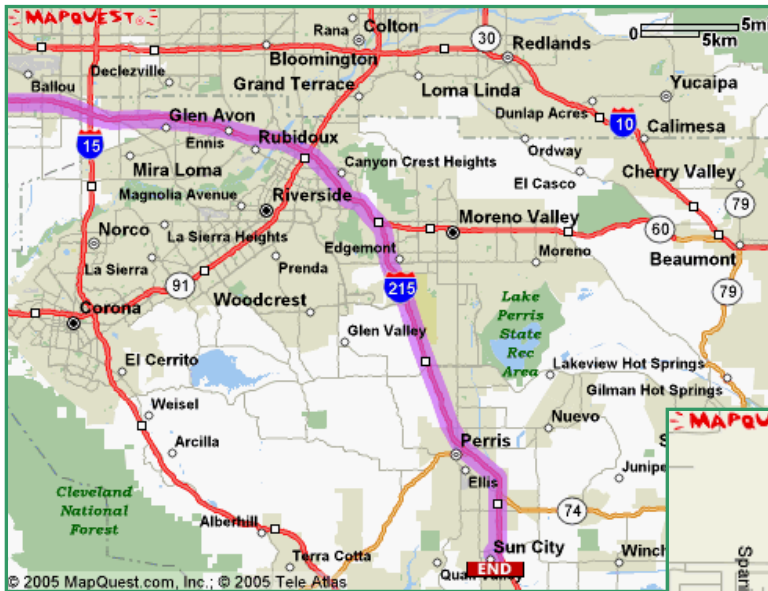 MAPQUEST
Rana
Colton
30
Redlands
0
5mi
5km
Bloomington
Ballou
Declezville
Grand Terrace
Loma Linda
Yucaipa
Glen Avon
Dunlap Acres
10
Calimesa
15
Ennis
Rubidoux
Canyon Crest Heights
Ordway
Mira Loma
El Casco
Cherry Valley
Magnolia Avenue
Riverside
79
Moreno Valley
60
Norco
La Sierra Heights
Edgemont
Moreno
Beaumont
La Sierra
Prenda
91
215
79
Corona
Woodcrest
Lake
Perris
State
Rec
Area
Glen Valley
El Cerrito
Lakeview Hot Springs
Gilman Hot Springs
Weisel
Nuevo
MAPQU
S
Arcilla
Perris
Ellis
Junipe
Cleveland
National
Forest
74
Alberhill
Sun City
Terra Cotta
END
Winch
Spani
© 2005 MapQuest.com, Inc.; © 2005 Tele Atlas